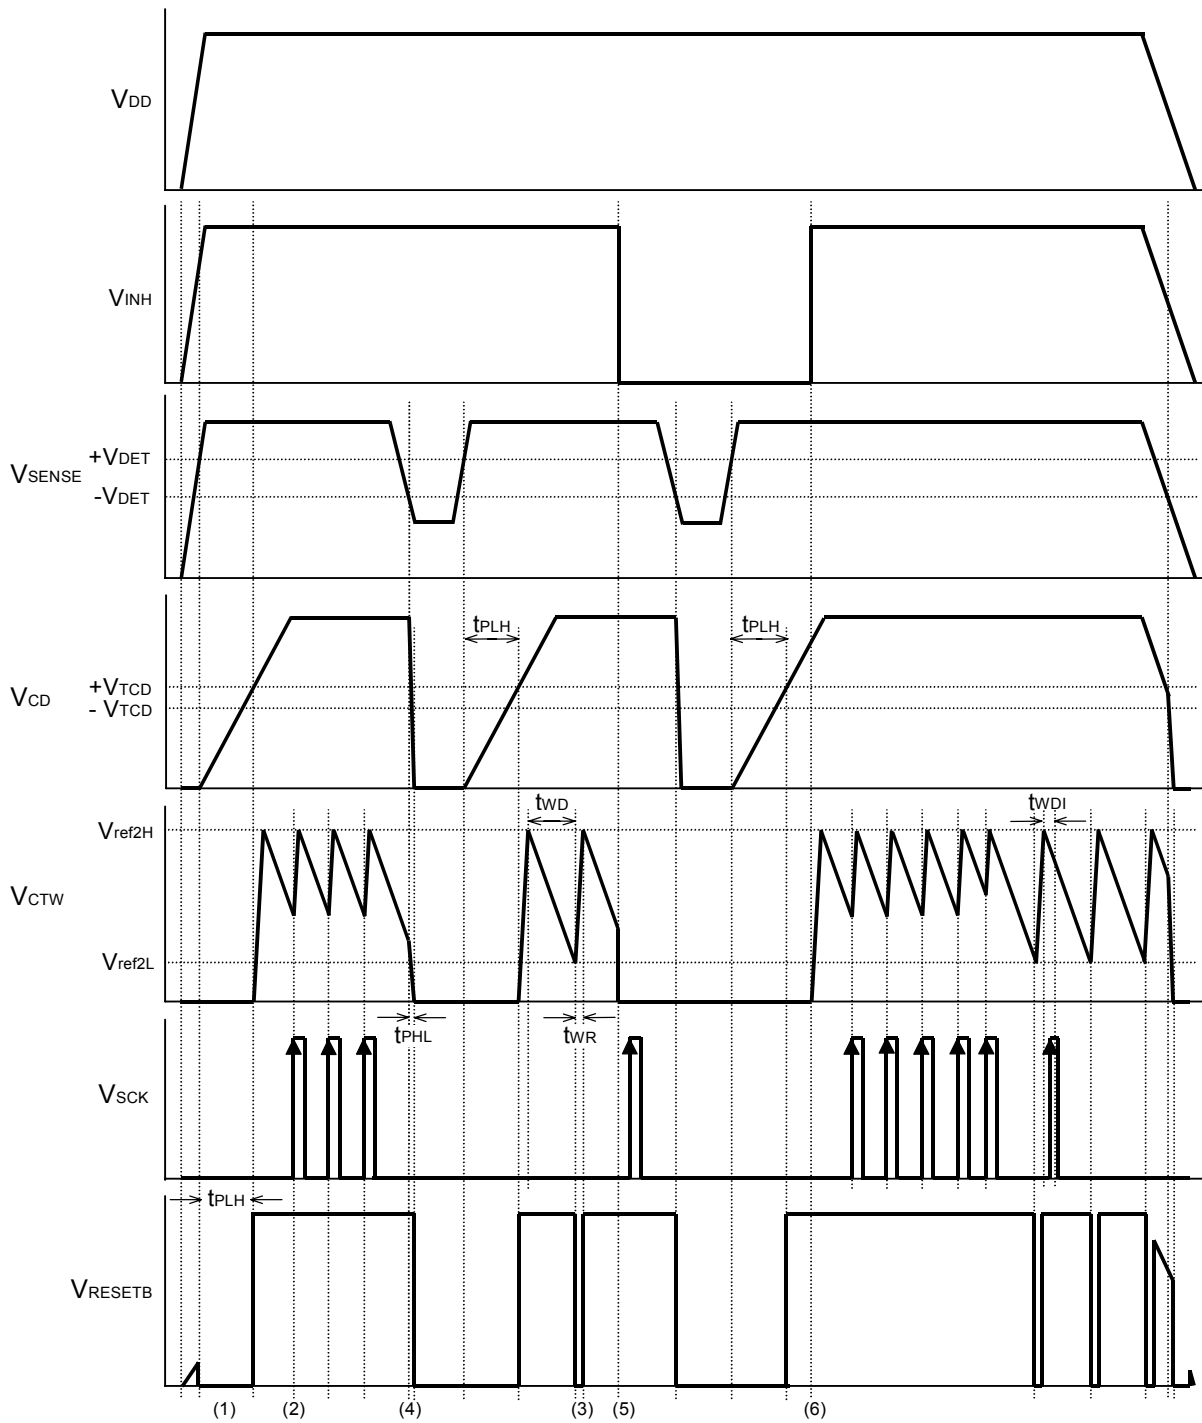 VDD
VINH
VSENSE
+VDET
-VDET
tPLH
tPLH
VCD
+VTCD
- VTCD
tWD
tWDI
Vref2H
VCTW
Vref2L
tPHL
tWR
VSCK
tPLH
VRESETB
(1) (2) (4) (3) (5) (6)